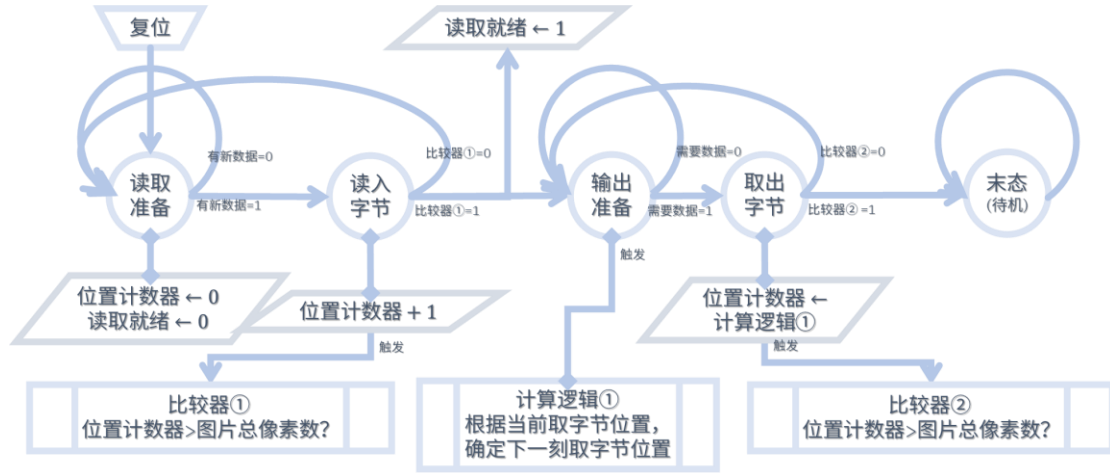 复位
读取就绪 ← 1
有新数据=0
比较器①=0
需要数据=0
比较器②=0
读取
准备
读入
字节
输出
准备
取出
字节
末态
(待机)
有新数据=1
比较器①=1
需要数据=1
比较器② =1
触发
位置计数器 ← 0
读取就绪 ← 0
位置计数器 + 1
位置计数器 ←
计算逻辑①
触发
触发
比较器①
位置计数器>图片总像素数?
计算逻辑①
根据当前取字节位置，
确定下一刻取字节位置
比较器②
位置计数器>图片总像素数?